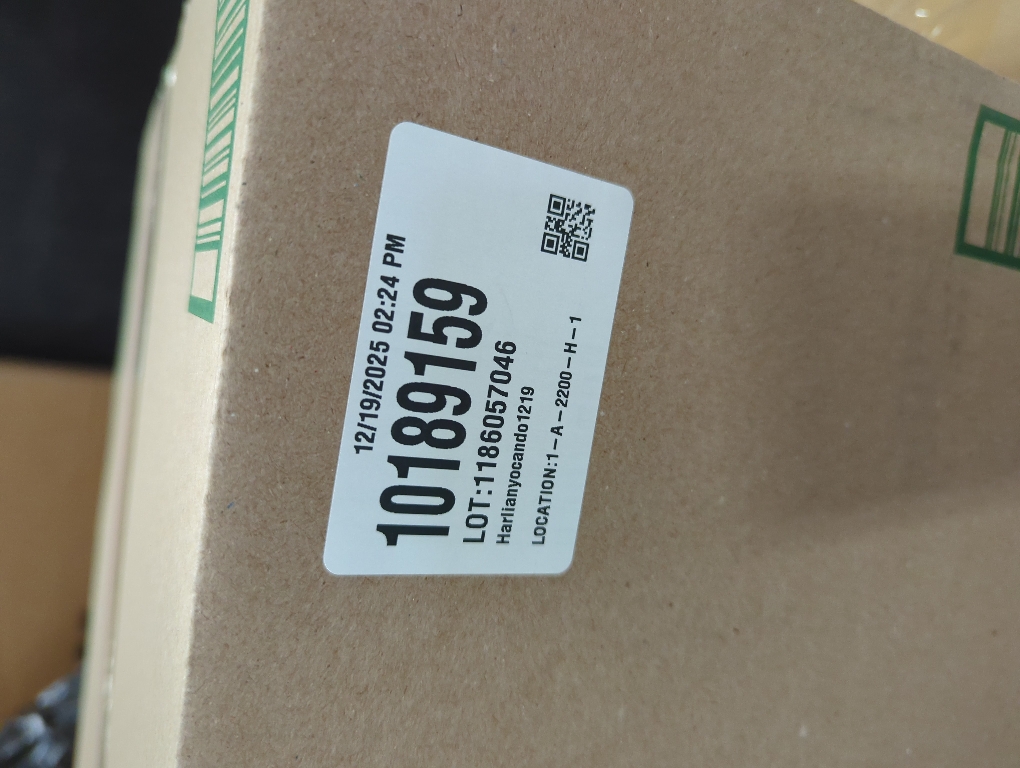 12/19/2025 02:24 PM
10189159
LOT:1186057046
Harlianyocando1219
LOCATION:1-A-2200-H-1